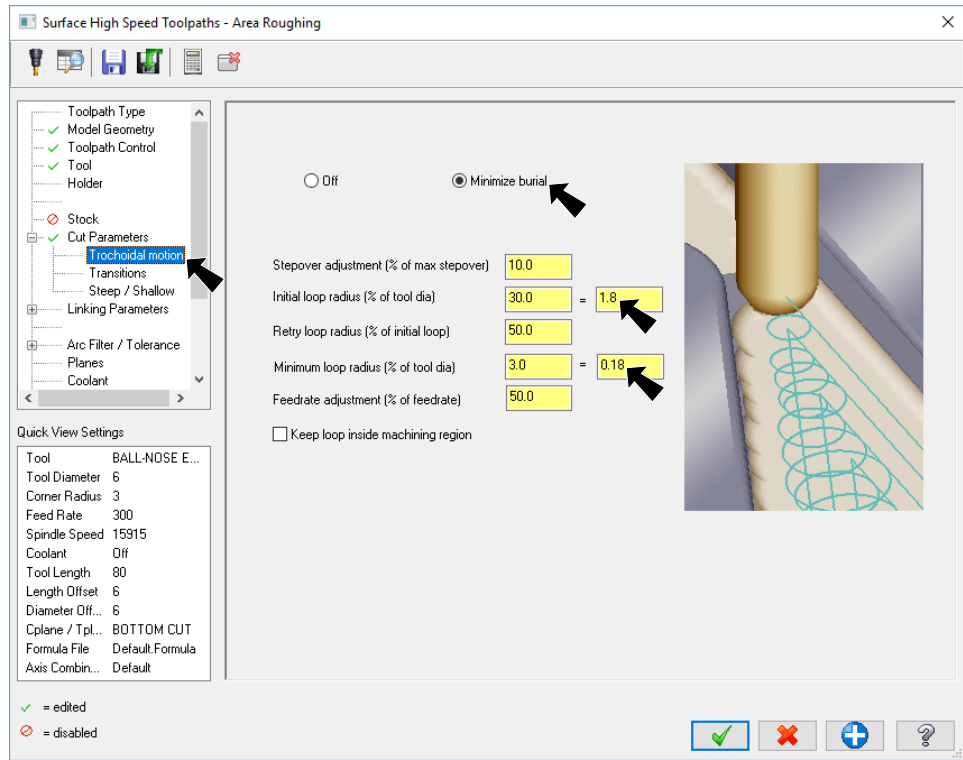 Surface High Speed Toolpaths - Area Roughing
Toolpath Type
Model Geometry
Toolpath Control
Tool
Holder
Stock
Cut Parameters
Trochoidal motion
Transitions
Steep / Shallow
Linking Parameters
Arc Filter / Tolerance
Planes
Coolant
Quick View Settings
Tool BALL-NOSE E...
Tool Diameter 6
Corner Radius 3
Feed Rate 300
Spindle Speed 15915
Coolant Off
Tool Length 80
Length Offset 6
Diameter Off... 6
Cplane / Tpl... BOTTOM CUT
Formula File Default.Formula
Axis Combin... Default
= edited
= disabled
Off Minimize burial
Stepover adjustment (% of max stepover) 10.0
Initial loop radius (% of tool dia) 30.0 = 1.8
Retry loop radius (% of initial loop) 50.0
Minimum loop radius (% of tool dia) 3.0 = 0.18
Feedrate adjustment (% of feedrate) 50.0
Keep loop inside machining region